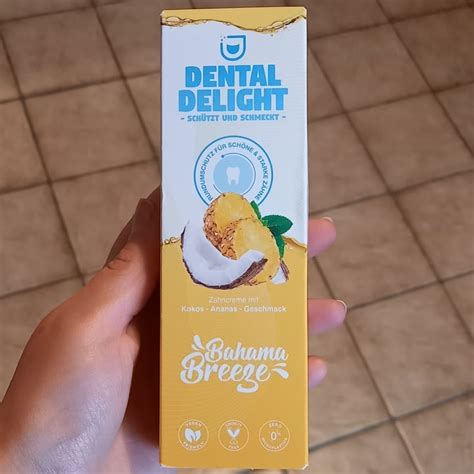 DENTAL
DELIGHT
- SCHÜTZT UND SCHMECKT -
RUNDUMSCHUTZ FÜR SCHÖNE & STARKE ZÄHNE
Zahncreme mit
Kokos - Ananas - Geschmack
Bahama
Breeze
VEGAN
ZERO
0%